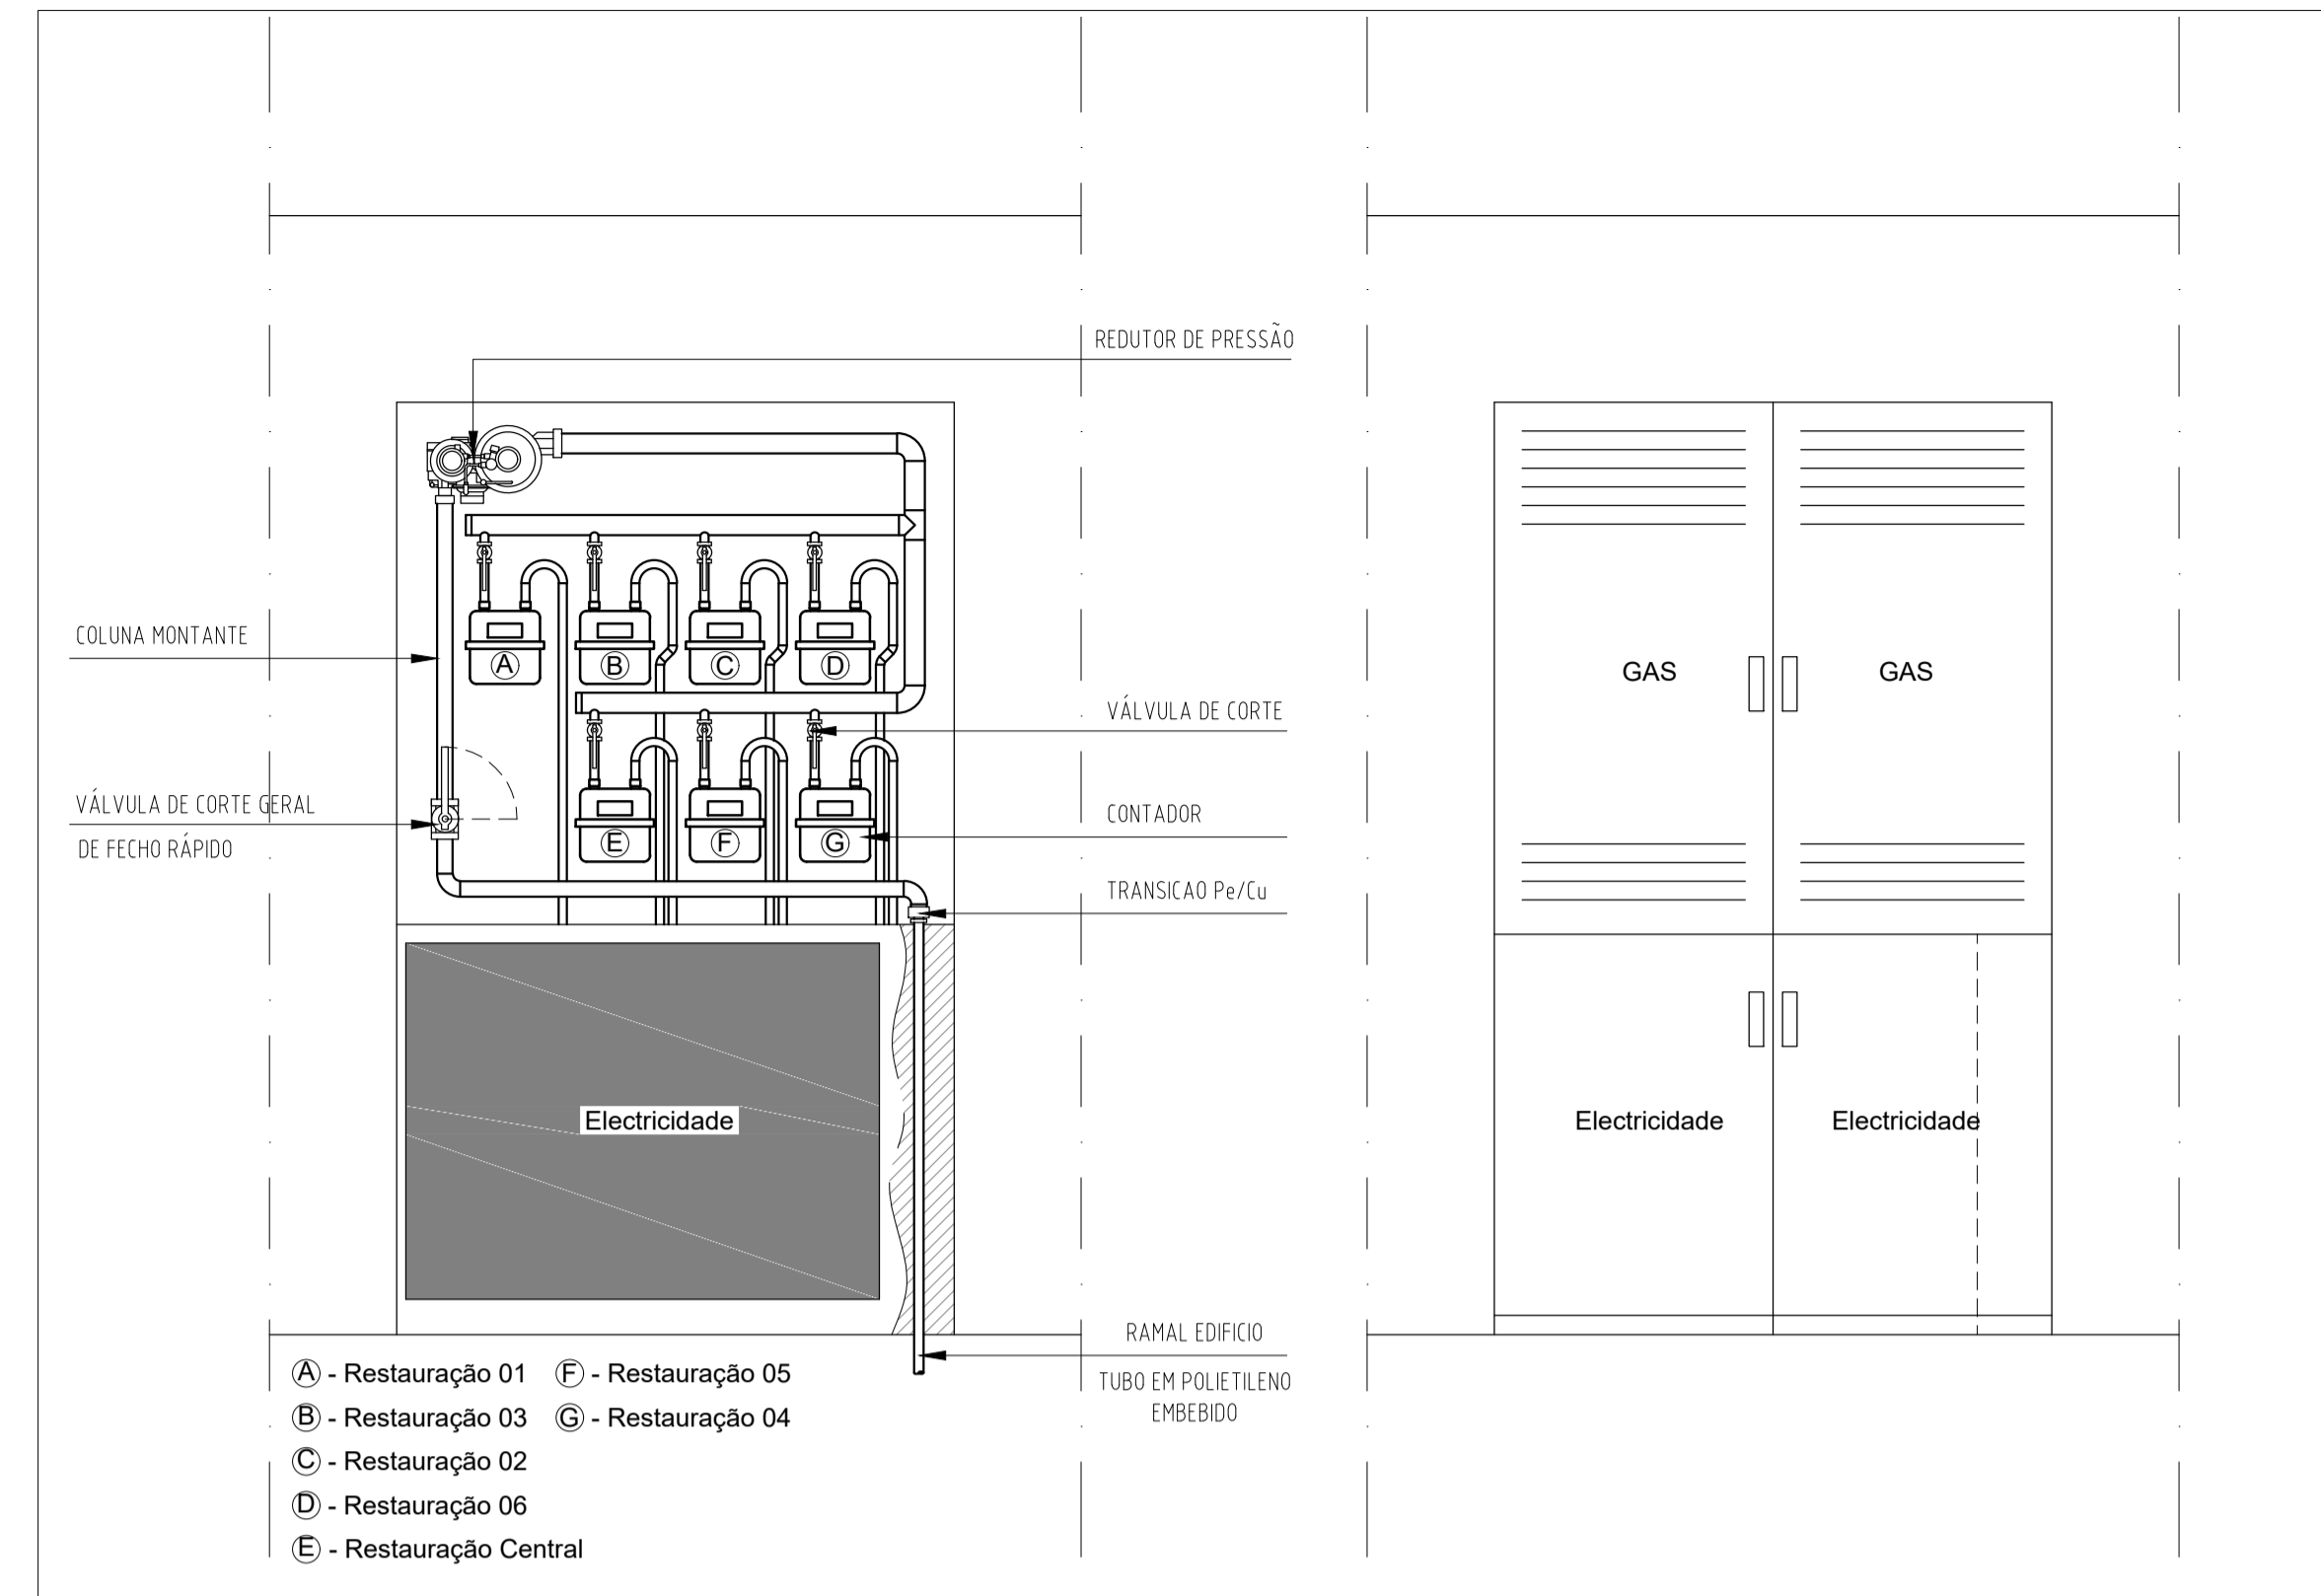 REDUTOR DE PRESSÃO
COLUNA MONTANTE
VÁLVULA DE CORTE GERAL
DE FECHO RÁPIDO
A
B
C
D
E
F
G
VÁLVULA DE CORTE
CONTADOR
TRANSICAO Pe/Cu
Electricidade
RAMAL EDIFICIO
TUBO EM POLIETILENO
EMBEBIDO
A - Restauração 01
B - Restauração 03
C - Restauração 02
D - Restauração 06
E - Restauração Central
F - Restauração 05
G - Restauração 04
GAS
GAS
Electricidade
Electricidade